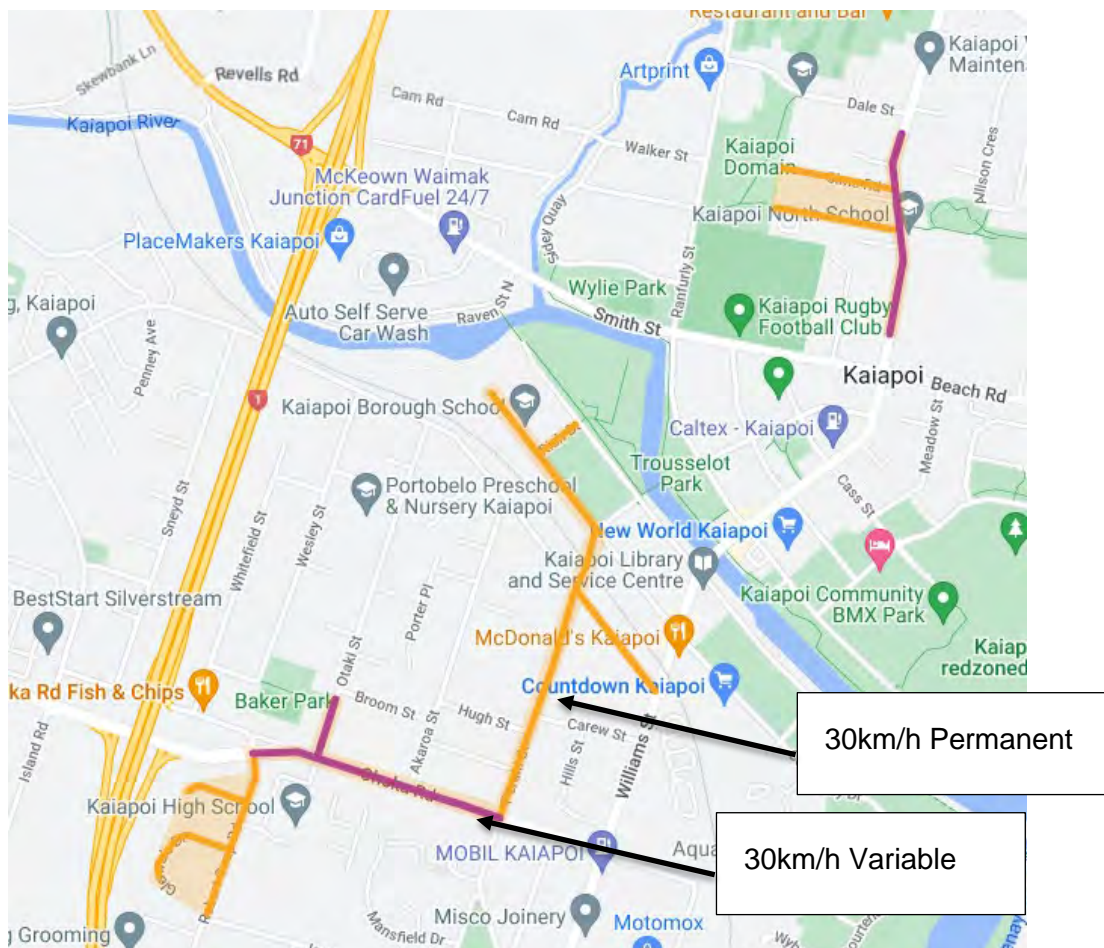 Restaurant and Bar
Kaiapoi
Mainten
Skewbank Ln
Revells Rd
Artprint
Cam Rd
Cam Rd
Dale St
Kaiapoi River
71
Walker St
Kaiapoi
Domain
Allison Cres
McKeown Waimak
Junction CardFuel 24/7
Kaiapoi North School
PlaceMakers Kaiapoi
Sidey Quay
Ranfurly St
g, Kaiapoi
Auto Self Serve
Car Wash
Raven St N
Wylie Park
Smith St
Kaiapoi Rugby
Football Club
Penney Ave
Kaiapoi
Beach Rd
1
Kaiapoi Borough School
Caltex - Kaiapoi
Meadow St
Trousselot
Park
Cass St
Sneyd St
Whitefield St
Wesley St
Portobelo Preschool
& Nursery Kaiapoi
New World Kaiapoi
Kaiapoi Library
and Service Centre
Kaiapoi Community
BMX Park
BestStart Silverstream
Porter Pl
McDonald's Kaiapoi
Kaiap
redzoned
Otaki St
ka Rd Fish & Chips
Baker Park
Countdown Kaiapoi
Broom St
Hugh St
Carew St
Island Rd
Akaroa St
Hills St
Williams St
30km/h Permanent
Kaiapoi High School
Ohoka Rd
MOBIL KAIAPOI
Aqua
30km/h Variable
Mansfield Dr
Misco Joinery
g Grooming
Motomox